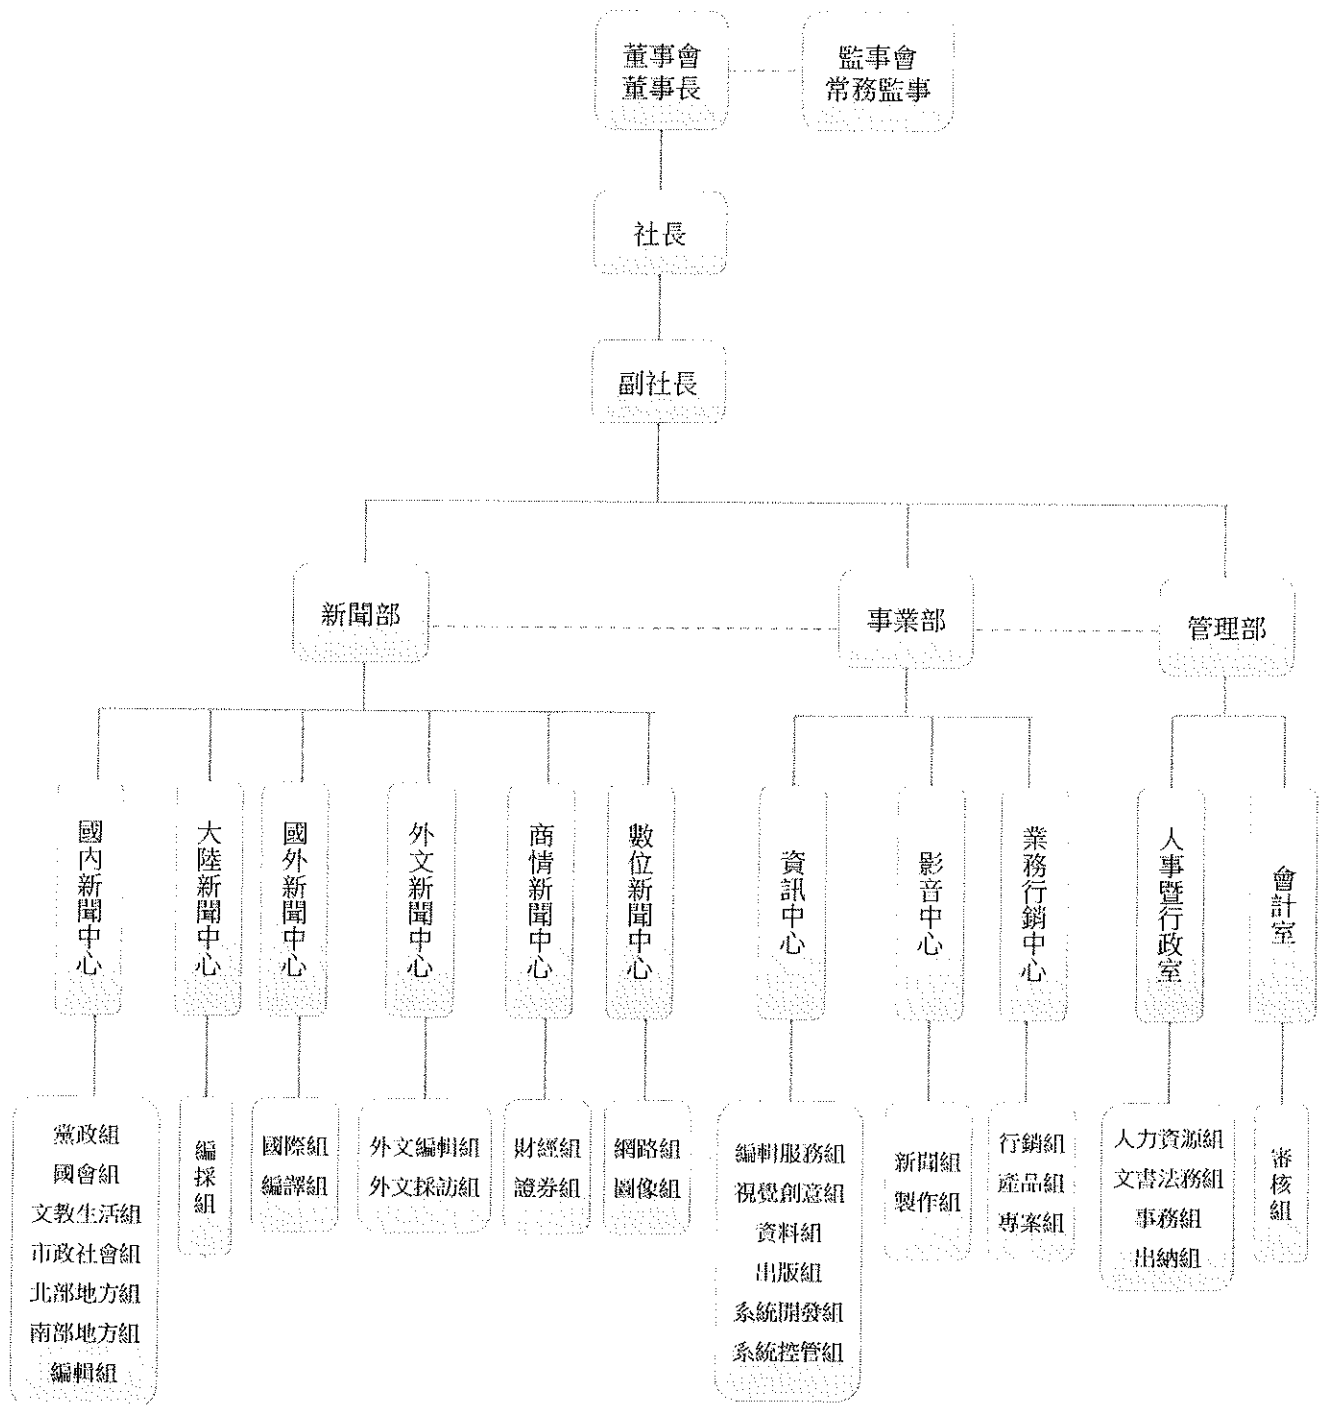 董事會
董事長
監事會
常務監事
社長
副社長
新聞部
事業部
管理部
國內新聞中心
大陸新聞中心
國外新聞中心
外文新聞中心
商情新聞中心
數位新聞中心
資訊中心
影音中心
業務行銷中心
人事暨行政室
會計室
黨政組
國會組
文教生活組
市政社會組
北部地方組
南部地方組
編輯組
編採組
國際組
編譯組
外文編輯組
外文採訪組
財經組
證券組
網路組
圖像組
編輯服務組
視覺創意組
資料組
出版組
系統開發組
系統控管組
新聞組
製作組
行銷組
產品組
專案組
人力資源組
文書法務組
事務組
出納組
審核組